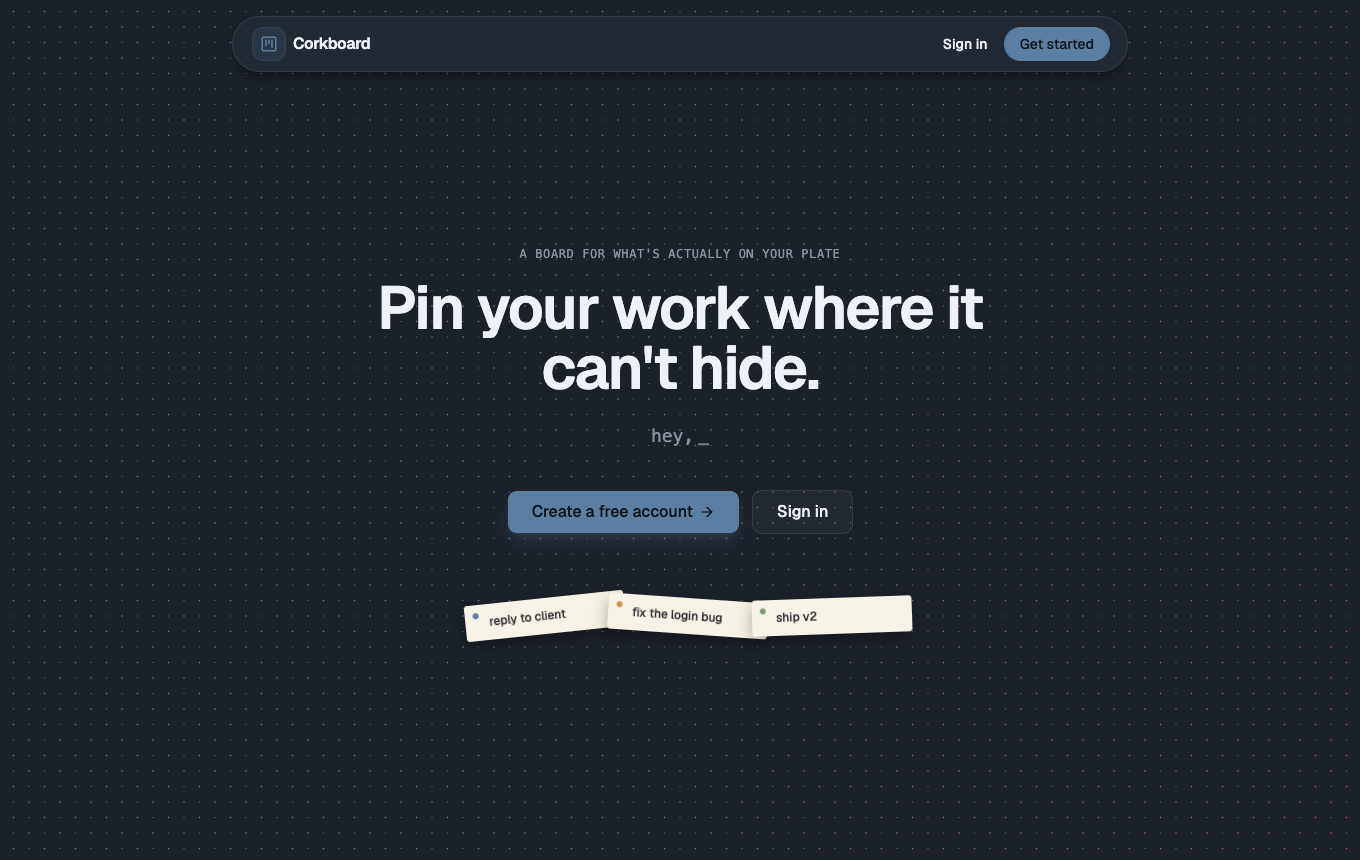 Corkboard
Sign in
Get started
A BOARD FOR WHAT'S ACTUALLY ON YOUR PLATE
Pin your work where it
can't hide.
hey, _
Create a free account →
Sign in
reply to client
fix the login bug
ship v2